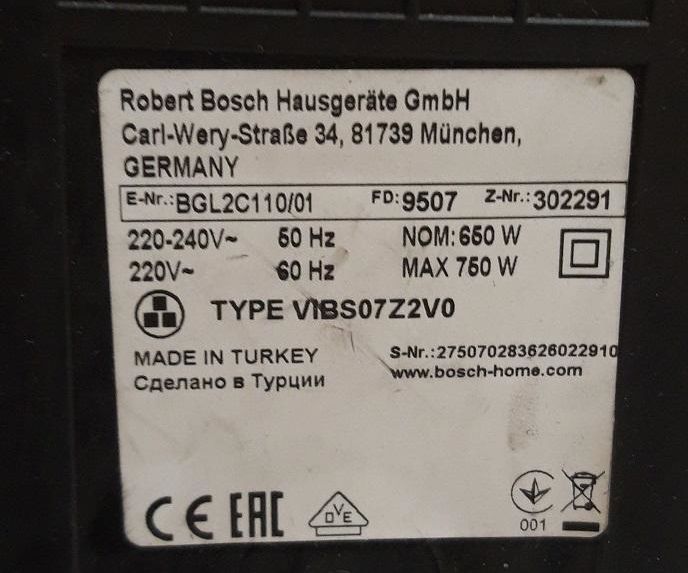 Robert Bosch Hausgeräte GmbH
Carl-Wery-Straße 34, 81739 München,
GERMANY
E-Nr.: BGL2C110/01 FD: 9507 Z-Nr.: 302291
220-240V~ 50 Hz NOM: 650 W
220V~ 60 Hz MAX 750 W
TYPE VIBS07Z2V0
MADE IN TURKEY S-Nr.: 275070283626022910
Сделано в Турции www.bosch-home.com
CE EAC DVE
001